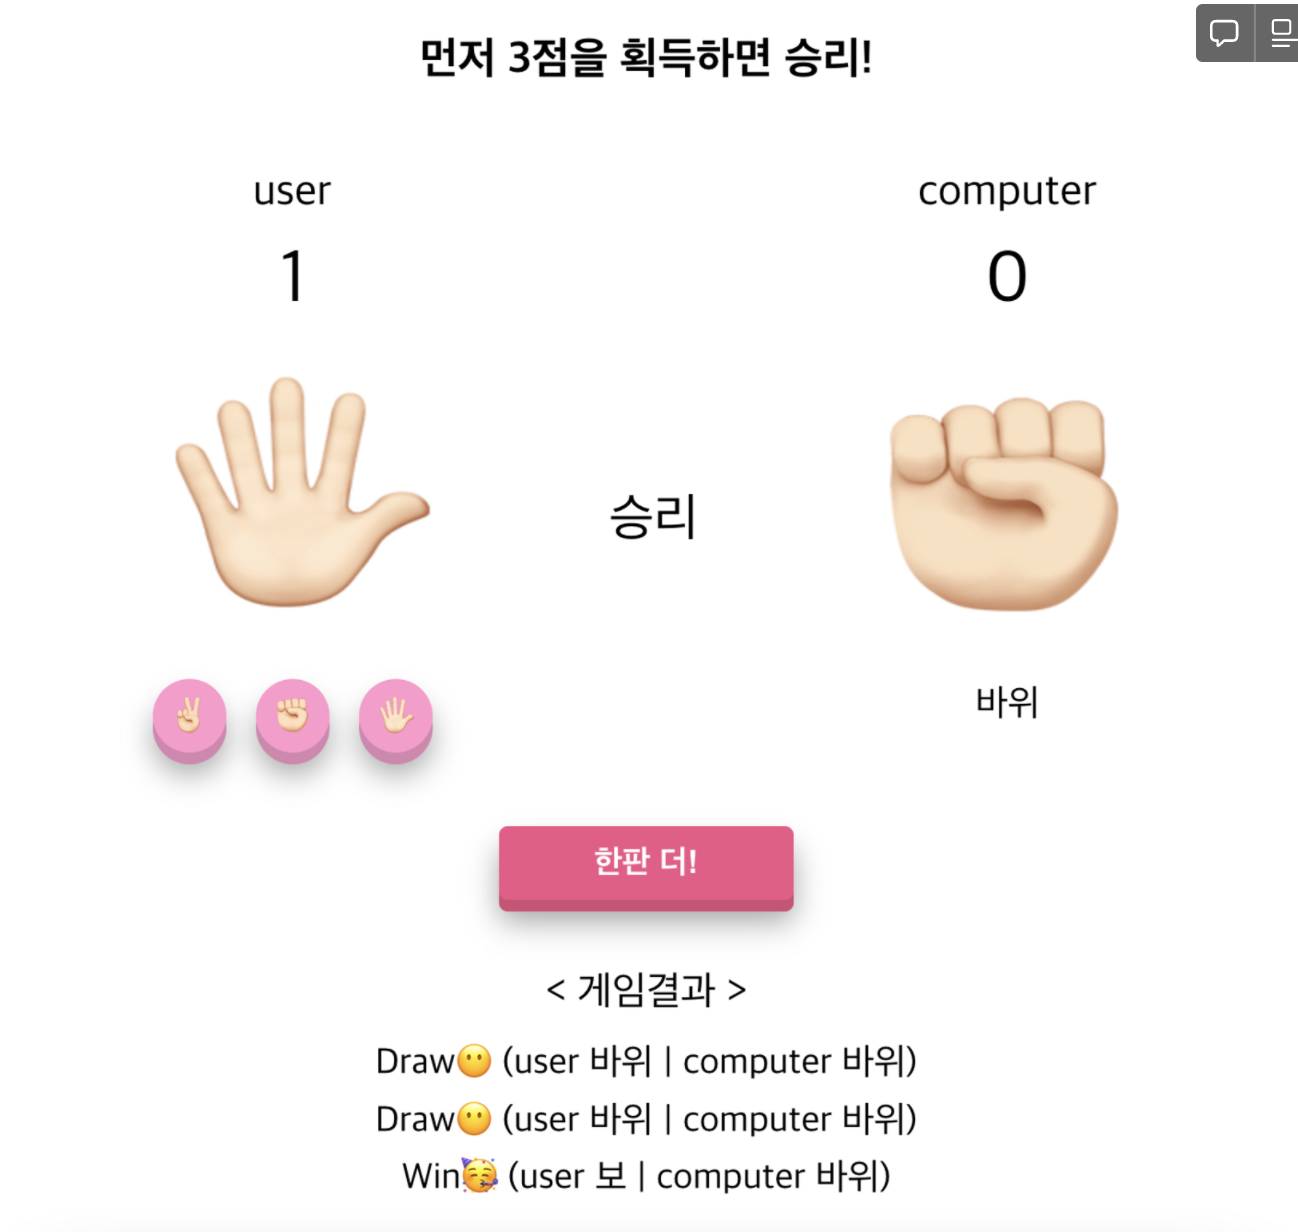 먼저 3점을 획득하면 승리!
user
computer
1
0
승리
바위
한판 더!
< 게임결과 >
Draw😶 (user 바위 | computer 바위)
Draw😶 (user 바위 | computer 바위)
Win🥳 (user 보 | computer 바위)